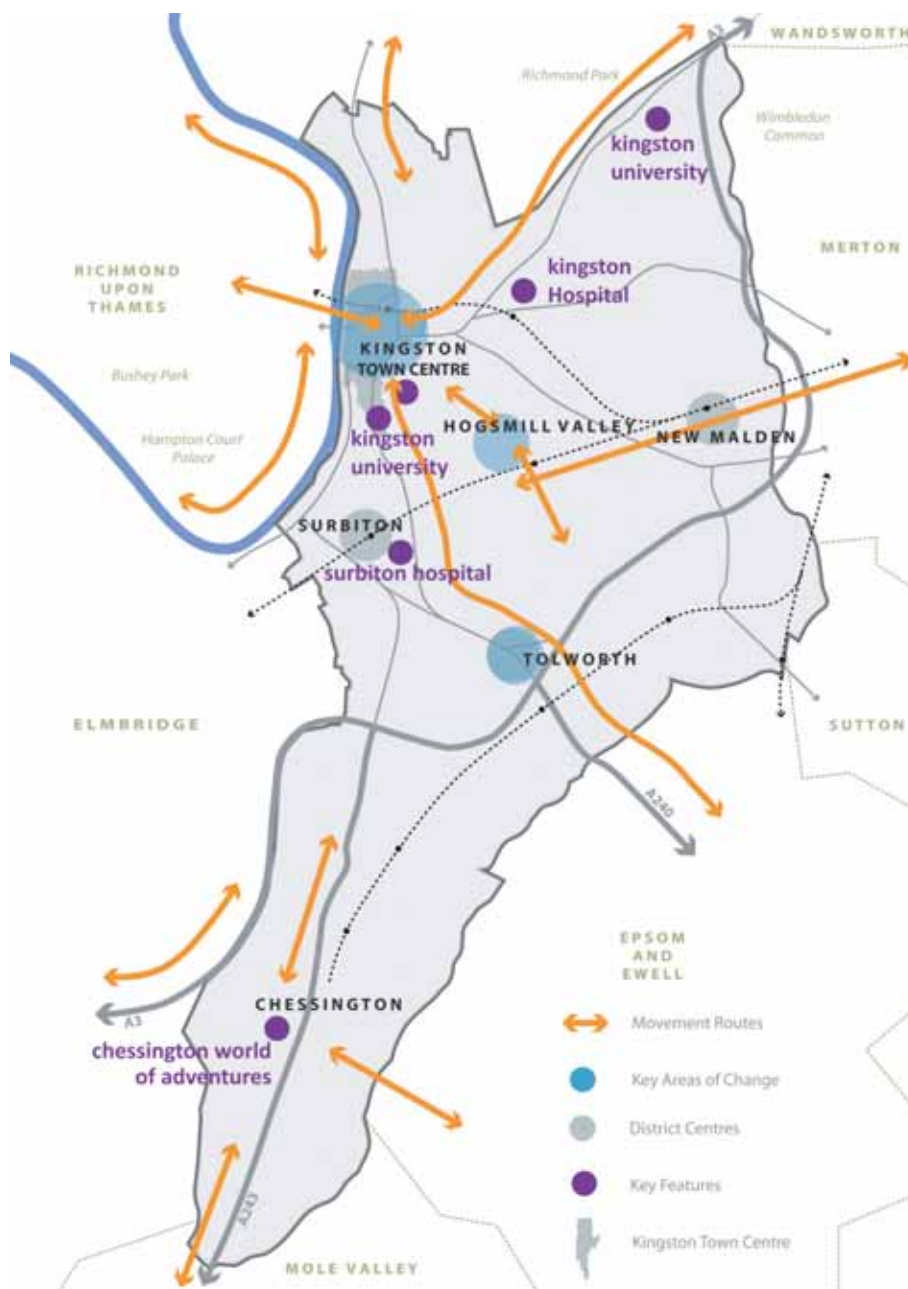 A3
WANDSWORTH
Richmond Park
Wimbledon
Common
kingston
university
MERTON
RICHMOND
UPON
THAMES
kingston
Hospital
KINGSTON
TOWN CENTRE
Bushey Park
HOGSMILL VALLEY
NEW MALDEN
Hampton Court
Palace
kingston
university
SURBITON
surbiton hospital
TOLWORTH
ELMBRIDGE
SUTTON
A240
EPSOM
AND
EWELL
CHESSINGTON
A3
chessington world
of adventures
Movement Routes
Key Areas of Change
District Centres
Key Features
Kingston Town Centre
A243
MOLE VALLEY